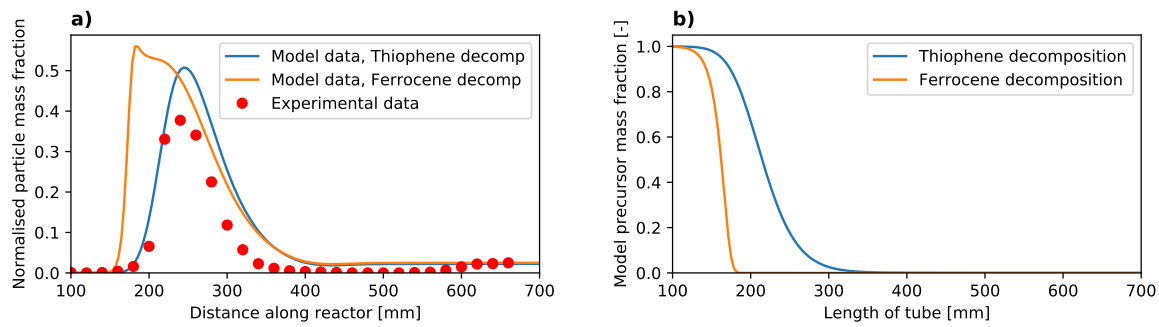 a)
Normalised particle mass fraction
0.5
0.4
0.3
0.2
0.1
0.0
Model data, Thiophene decomp
Model data, Ferrocene decomp
Experimental data
100 200 300 400 500 600 700
Distance along reactor [mm]
b)
Model precursor mass fraction [-]
1.0
0.8
0.6
0.4
0.2
0.0
Thiophene decomposition
Ferrocene decomposition
100 200 300 400 500 600 700
Length of tube [mm]